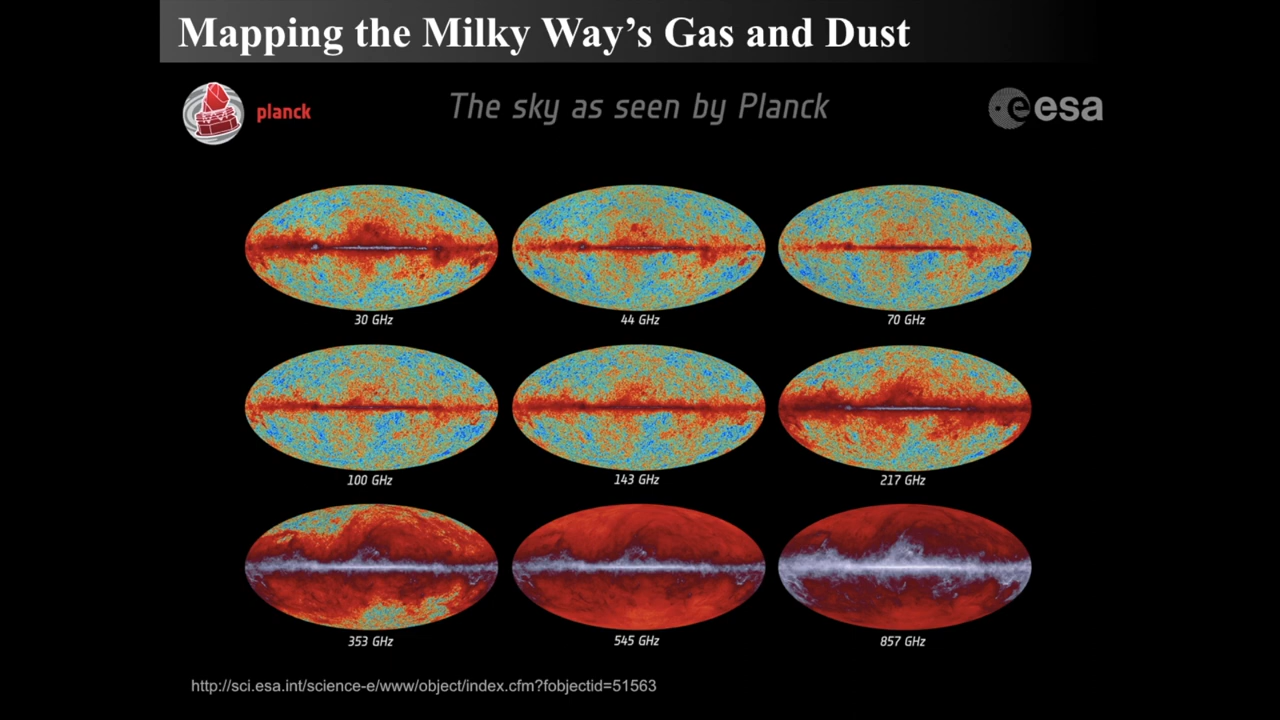 Mapping the Milky Way's Gas and Dust
planck
The sky as seen by Planck
esa
30 GHz
44 GHz
70 GHz
100 GHz
143 GHz
217 GHz
353 GHz
545 GHz
857 GHz
http://sci.esa.int/science-e/www/object/index.cfm?fobjectid=51563